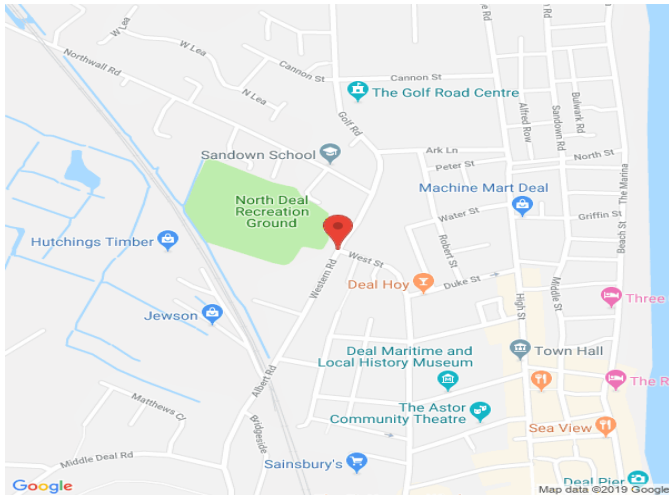 W Lea
W Lea
Northwall Rd
Cannon St
Cannon St
N Lea
The Golf Road Centre
Golf Rd
Alfred Row
Sandown Rd
Bulwark Rd
Sandown School
Ark Ln
Peter St
North St
The Marina
Machine Mart Deal
North Deal
Recreation
Ground
Water St
Griffin St
Beach St
Hutchings Timber
West St
Robert St
Western Rd
Deal Hoy
Duke St
Middle St
High St
Three
Jewson
Deal Maritime and
Local History Museum
Town Hall
Albert Rd
The R
Matthews Cl
The Astor
Community Theatre
Bridgeside
Sea View
Middle Deal Rd
Sainsbury's
Deal Pier
Google
Map data ©2019 Google